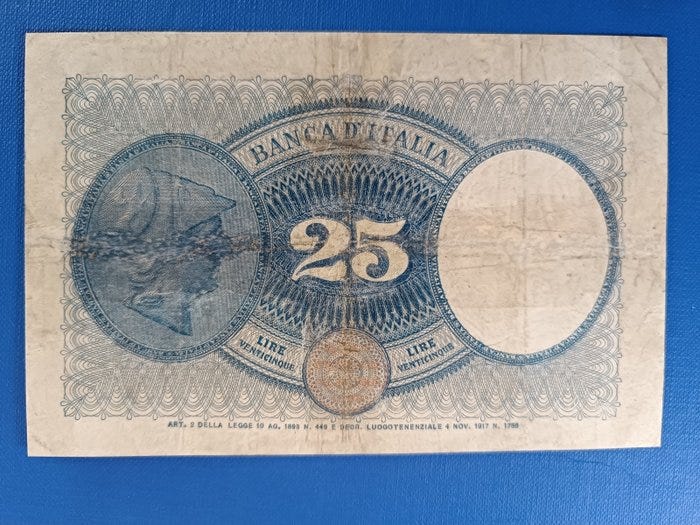 BANCA D'ITALIA
25
LIRE VENTICINQUE
LIRE VENTICINQUE
ART. 2 DELLA LEGGE 10 AG. 1893 N. 449 E DECR. LUOGOTENENZIALE 4 NOV. 1917 N. 1788